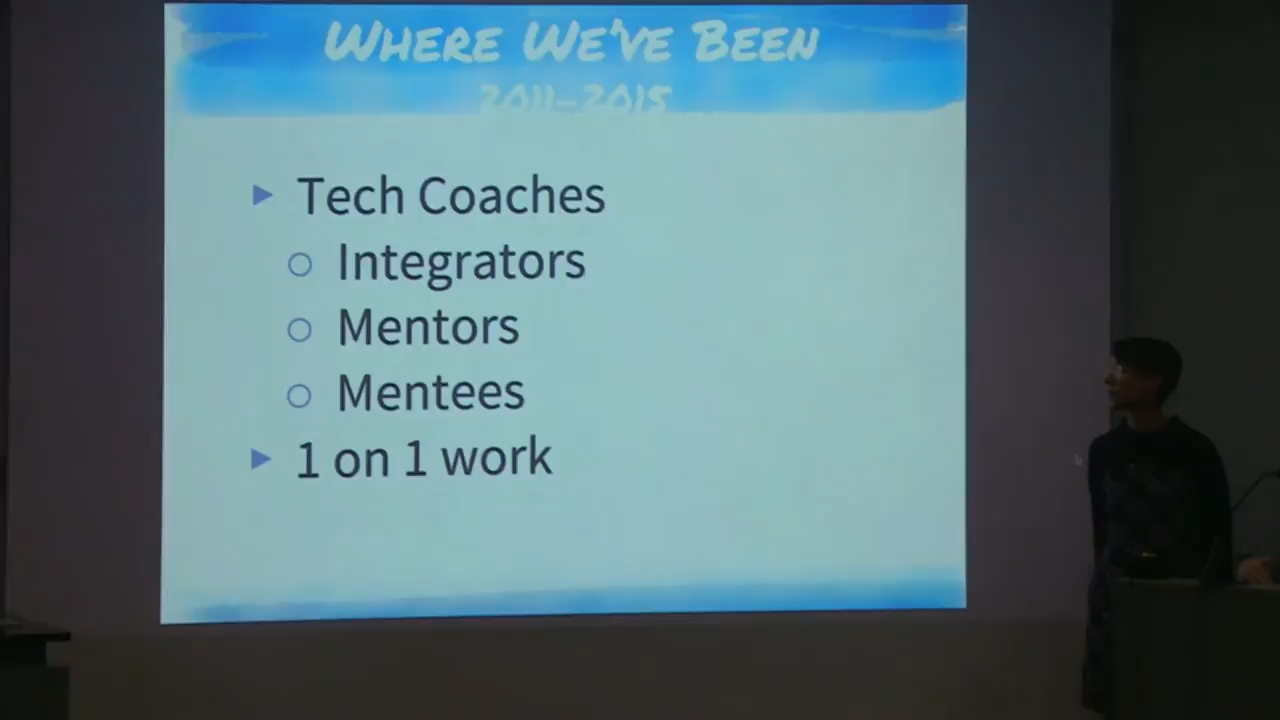 Where We've Been
2011-2015
Tech Coaches
Integrators
Mentors
Mentees
1 on 1 work